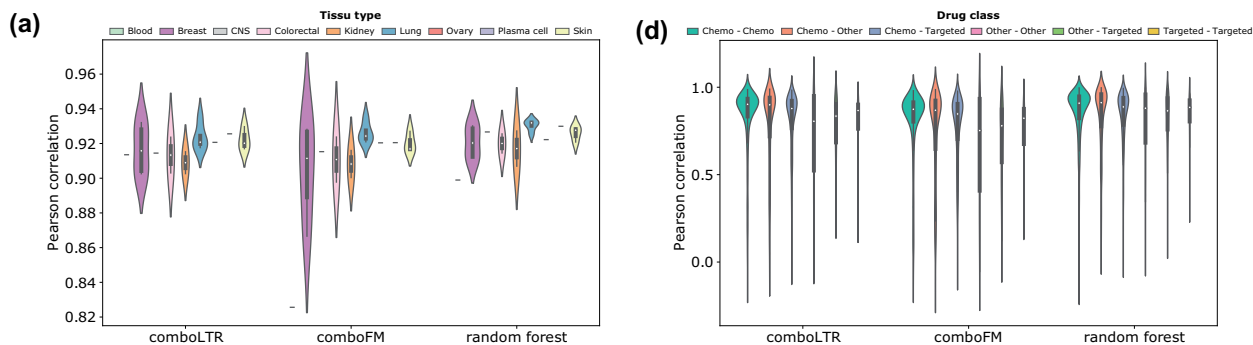 (a)
Tissu type
Blood Breast CNS Colorectal Kidney Lung Ovary Plasma cell Skin
Pearson correlation
0.96
0.94
0.92
0.90
0.88
0.86
0.84
0.82
comboLTR comboFM random forest
(d)
Drug class
Chemo - Chemo Chemo - Other Chemo - Targeted Other - Other Other - Targeted Targeted - Targeted
Pearson correlation
1.0
0.5
0.0
comboLTR comboFM random forest